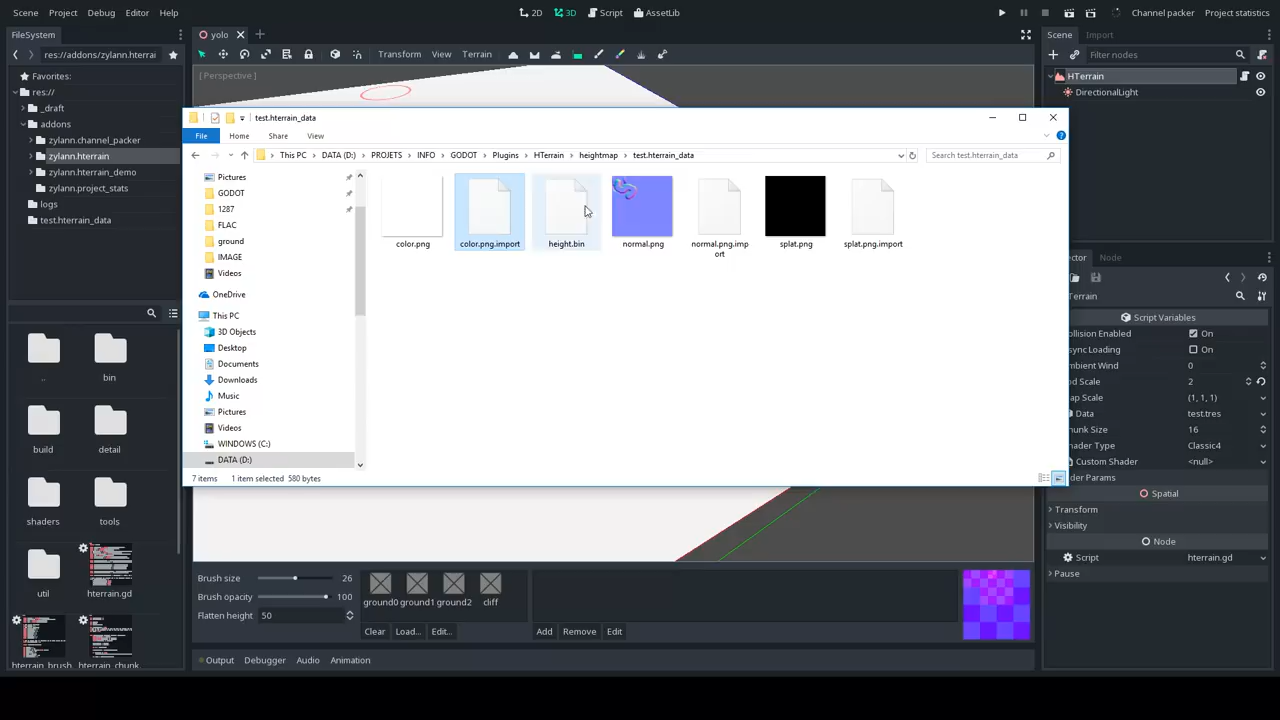 Scene Project Debug Editor Help
2D 3D Script AssetLib
Channel packer Project statistics
FileSystem
res://addons/zylann.hterrai
Favorites:
res://
_draft
addons
zylann.channel_packer
zylann.hterrain
zylann.hterrain_demo
zylann.project_stats
logs
test.hterrain_data
yolo
Transform View Terrain
[ Perspective ]
Scene Import
Filter nodes
HTerrain
DirectionalLight
test.hterrain_data
File Home Share View
This PC DATA (D:) PROJETS INFO GODOT Plugins HTerrain heightmap test.hterrain_data
Search test.hterrain_data
Pictures
GODOT
1287
FLAC
ground
IMAGE
Videos
OneDrive
This PC
3D Objects
Desktop
Documents
Downloads
Music
Pictures
Videos
WINDOWS (C:)
DATA (D:)
color.png
color.png.import
height.bin
normal.png
normal.png.imp
ort
splat.png
splat.png.import
7 items 1 item selected 580 bytes
..
bin
build
detail
shaders
tools
util
hterrain.gd
hterrain_brush
hterrain_chunk
ector Node
Terrain
Script Variables
ollision Enabled On
sync Loading On
mbient Wind 0
od Scale 2
ap Scale (1, 1, 1)
Data test.tres
hunk Size 16
hader Type Classic4
Custom Shader <null>
der Params
Spatial
Transform
Visibility
Node
Script hterrain.gd
Pause
Brush size 26
Brush opacity 100
Flatten height 50
ground0 ground1 ground2 cliff
Clear Load... Edit...
Add Remove Edit
Output Debugger Audio Animation